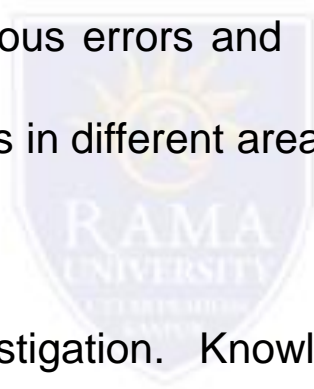 ous errors and
s in different area
RAMA
UNIVERSITY
stigation. Knowl